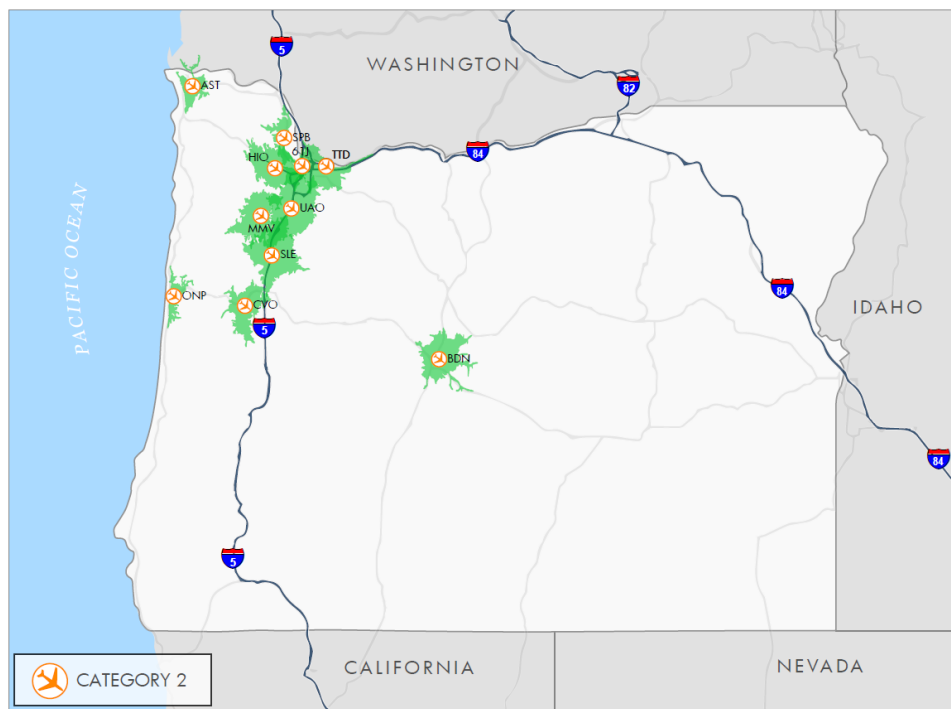 5
WASHINGTON
82
AST
SPB
6TJ
HIO
TTD
84
UAO
MMV
SLE
PACIFIC OCEAN
84
ONP
CVO
IDAHO
5
BDN
84
5
CALIFORNIA
NEVADA
CATEGORY 2